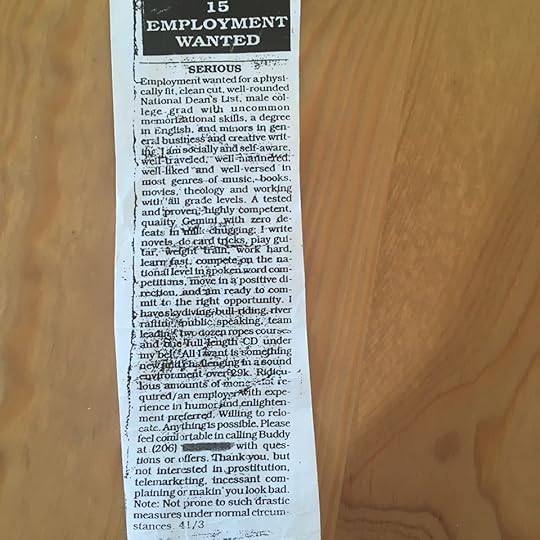 15
EMPLOYMENT
WANTED
SERIOUS
Employment wanted for a physi-
cally fit, clean cut, well-rounded
National Dean's List, male col-
lege grad with uncommon
memorizational skills, a degree
in English, and minors in gen-
eral business and creative writ-
ing. I am socially and self-aware,
well-traveled, well-mannered,
well-liked and well-versed in
most genres of music, books,
movies, theology and working
with all grade levels. A tested
and proven, highly competent,
quality Gemini with zero de-
feats in milk chugging; I write
novels, do card tricks, play gui-
tar, weight train, work hard,
learn fast, compete on the na-
tional level in spoken word com-
petitions, move in a positive di-
rection, and am ready to com-
mit to the right opportunity. I
have skydiving, bull-riding, river
rafting, public speaking, team
leading, two dozen ropes courses
and one full-length CD under
my belt. All I want is something
new and challenging in a sound
environment over 29k. Ridicu-
lous amounts of money not re-
quired/an employer with expe-
rience in humor and enlighten-
ment preferred. Willing to relo-
cate. Anything is possible. Please
feel comfortable in calling Buddy
at (206) with ques-
tions or offers. Thank you, but
not interested in prostitution,
telemarketing, incessant com-
plaining or makin' you look bad.
Note: Not prone to such drastic
measures under normal circum-
stances. 41/3